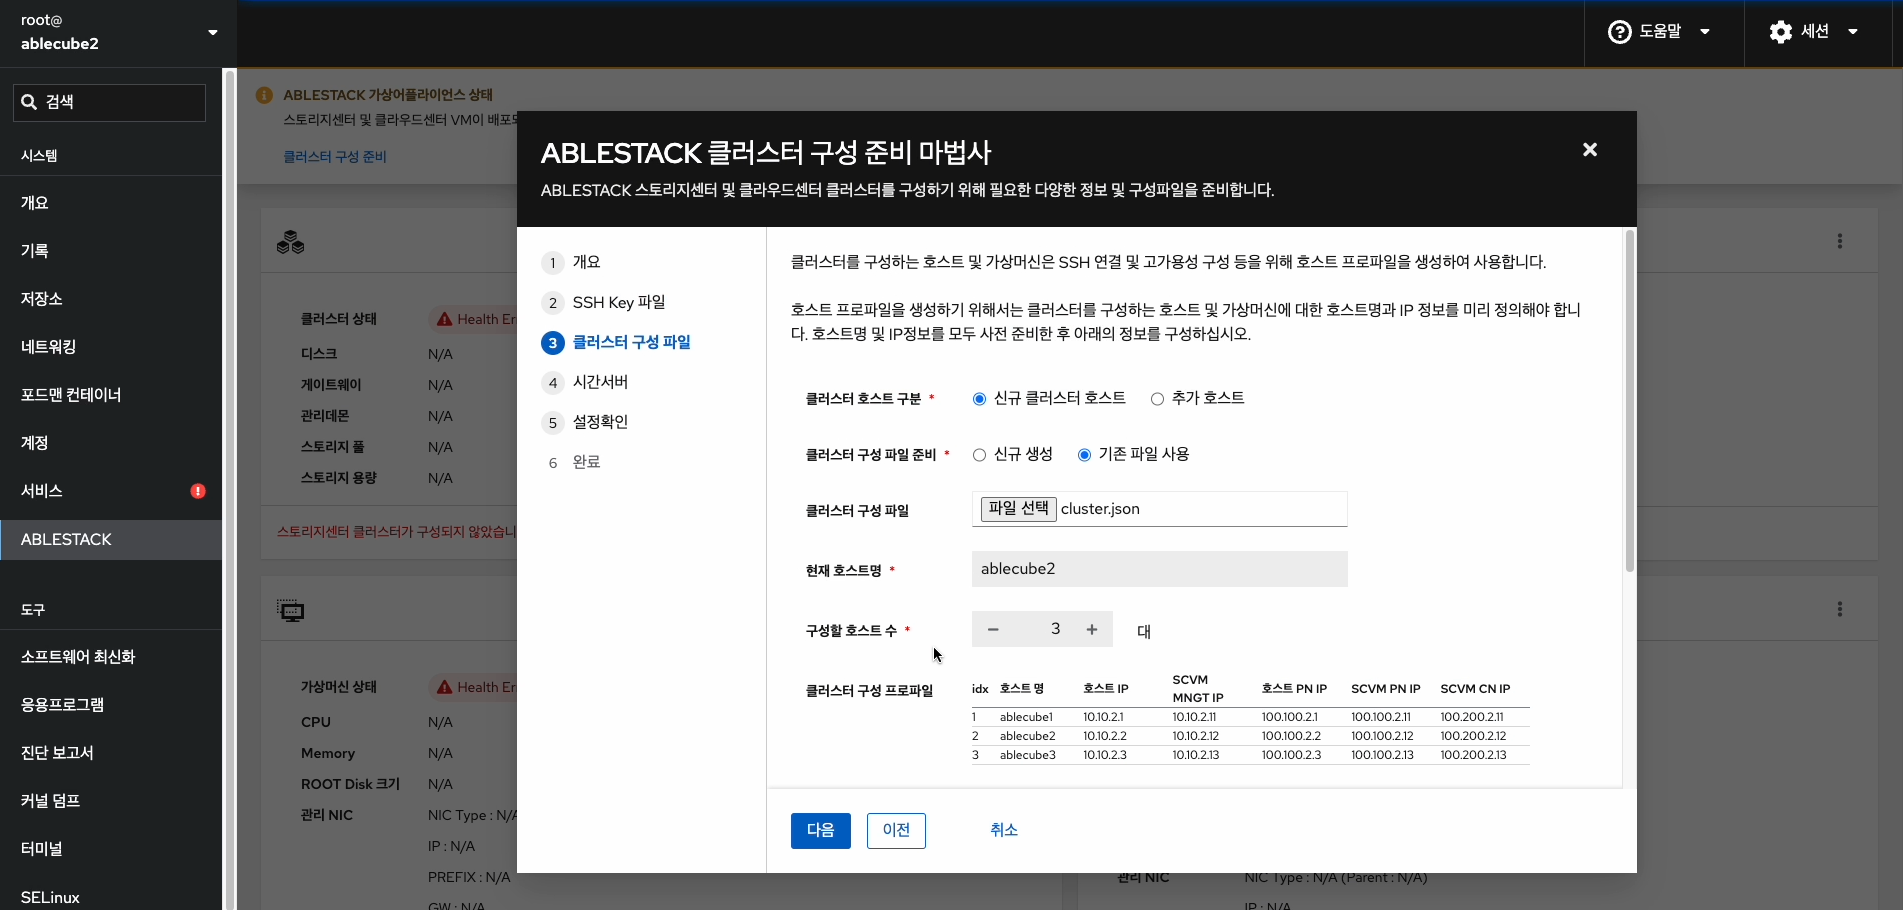 root@
ablecube2
도움말
세션
검색
시스템
개요
기록
저장소
네트워킹
포드맨 컨테이너
계정
서비스
ABLESTACK
도구
소프트웨어 최신화
응용프로그램
진단 보고서
커널 덤프
터미널
SELinux
ABLESTACK 가상어플라이언스 상태
스토리지센터 및 클라우드센터 VM이 배포되
클러스터 구성 준비
클러스터 상태 Health Er
디스크 N/A
게이트웨이 N/A
관리데몬 N/A
스토리지 풀 N/A
스토리지 용량 N/A
스토리지센터 클러스터가 구성되지 않았습니
가상머신 상태 Health Er
CPU N/A
Memory N/A
ROOT Disk 크기 N/A
관리 NIC NIC Type : N/A
IP : N/A
PREFIX : N/A
GW : N/A
ABLESTACK 클러스터 구성 준비 마법사
ABLESTACK 스토리지센터 및 클라우드센터 클러스터를 구성하기 위해 필요한 다양한 정보 및 구성파일을 준비합니다.
1 개요
2 SSH Key 파일
3 클러스터 구성 파일
4 시간서버
5 설정확인
6 완료
클러스터를 구성하는 호스트 및 가상머신은 SSH 연결 및 고가용성 구성 등을 위해 호스트 프로파일을 생성하여 사용합니다.
호스트 프로파일을 생성하기 위해서는 클러스터를 구성하는 호스트 및 가상머신에 대한 호스트명과 IP 정보를 미리 정의해야 합니
다. 호스트명 및 IP정보를 모두 사전 준비한 후 아래의 정보를 구성하십시오.
클러스터 호스트 구분 * 신규 클러스터 호스트 추가 호스트
클러스터 구성 파일 준비 * 신규 생성 기존 파일 사용
클러스터 구성 파일 파일 선택 cluster.json
현재 호스트명 * ablecube2
구성할 호스트 수 * − 3 + 대
클러스터 구성 프로파일
idx 호스트 명 호스트 IP SCVM MNGT IP 호스트 PN IP SCVM PN IP SCVM CN IP
1 ablecube1 10.10.2.1 10.10.2.11 100.100.2.1 100.100.2.11 100.200.2.11
2 ablecube2 10.10.2.2 10.10.2.12 100.100.2.2 100.100.2.12 100.200.2.12
3 ablecube3 10.10.2.3 10.10.2.13 100.100.2.3 100.100.2.13 100.200.2.13
다음 이전 취소
관리 NIC NIC Type : N/A (Parent : N/A)
IP : N/A